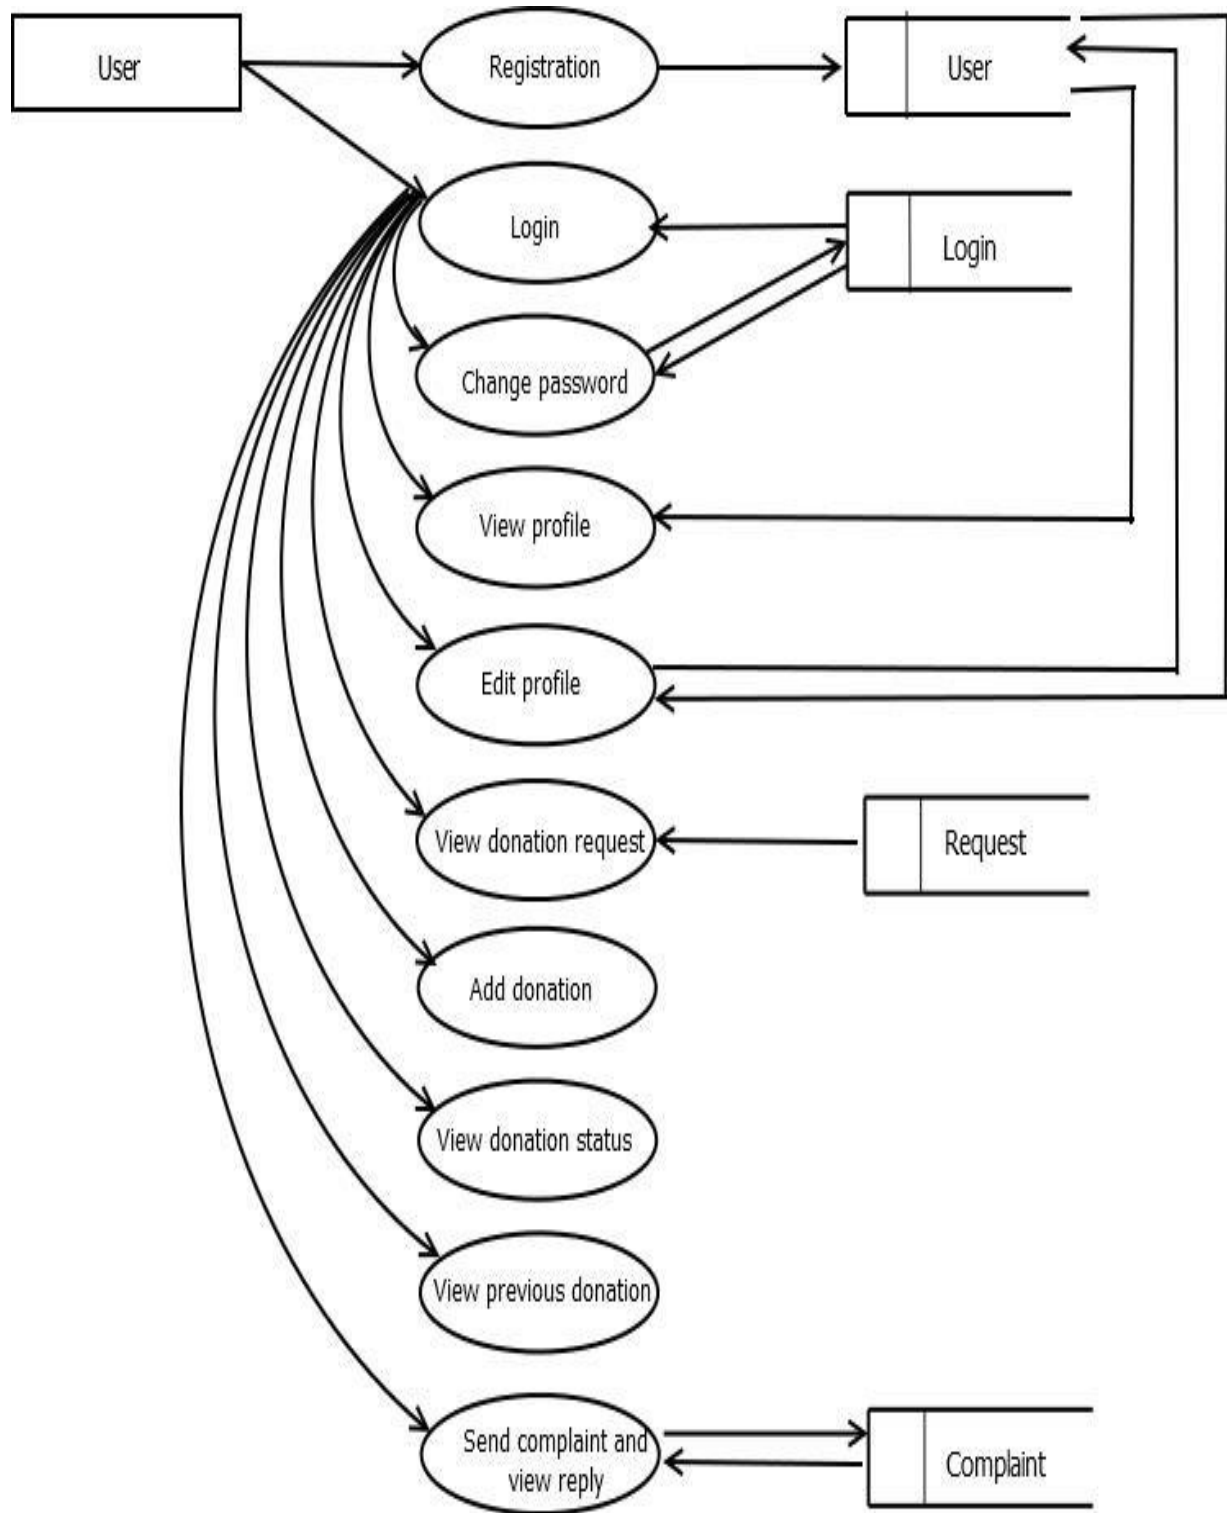 User
Registration
User
Login
Login
Change password
View profile
Edit profile
View donation request
Request
Add donation
View donation status
View previous donation
Send complaint and
view reply
Complaint